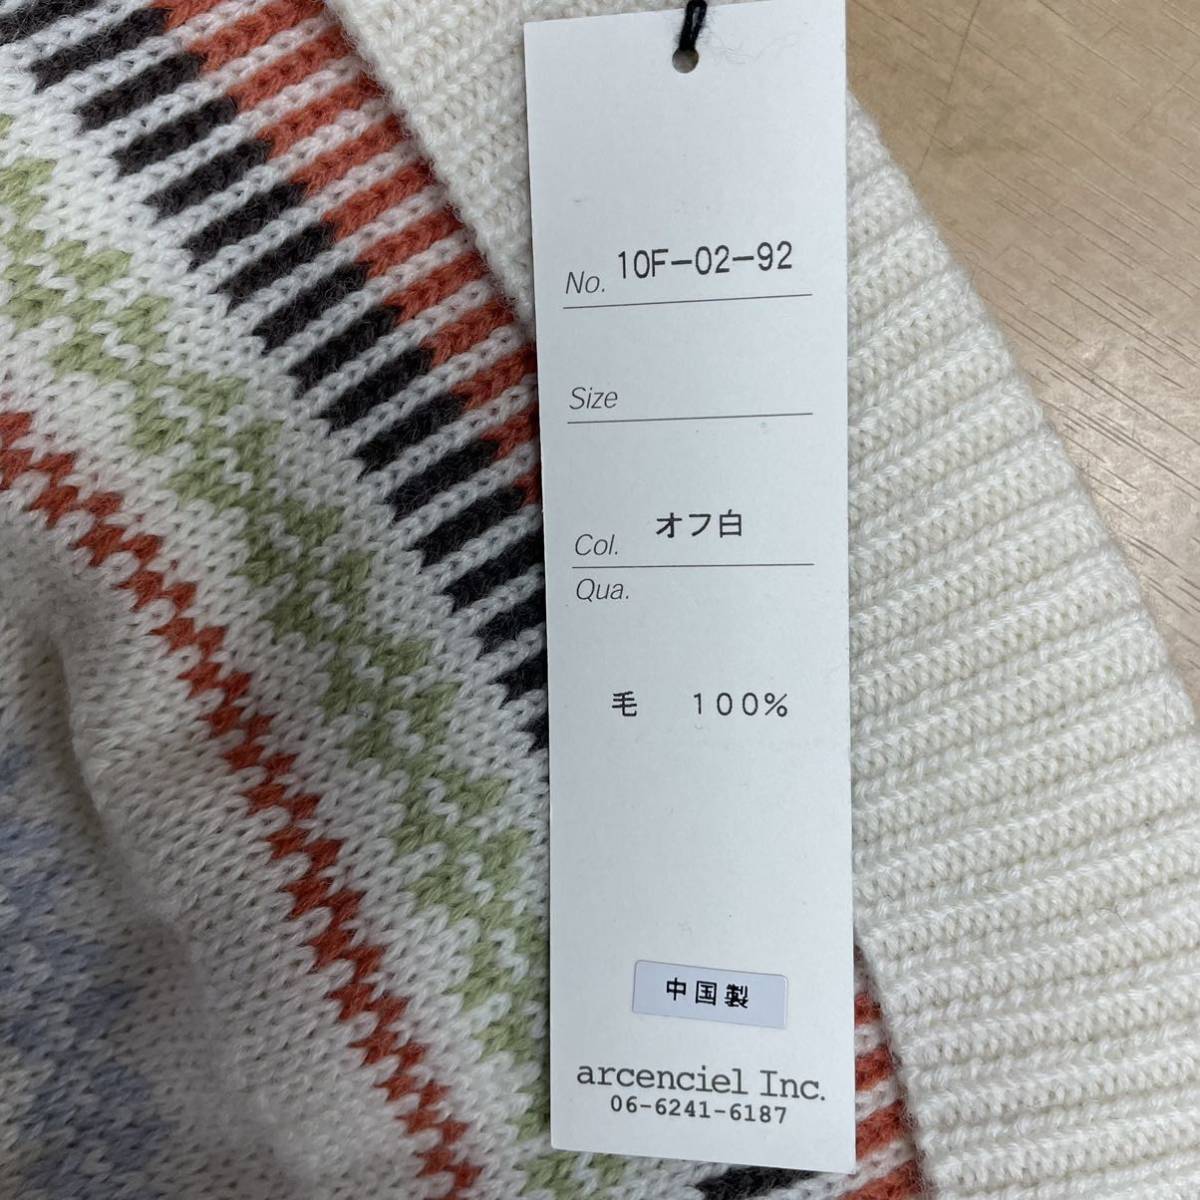 No. 10F-02-92
Size
Col. オフ白
Qua.
毛 100%
中国製
arcenciel Inc.
06-6241-6187